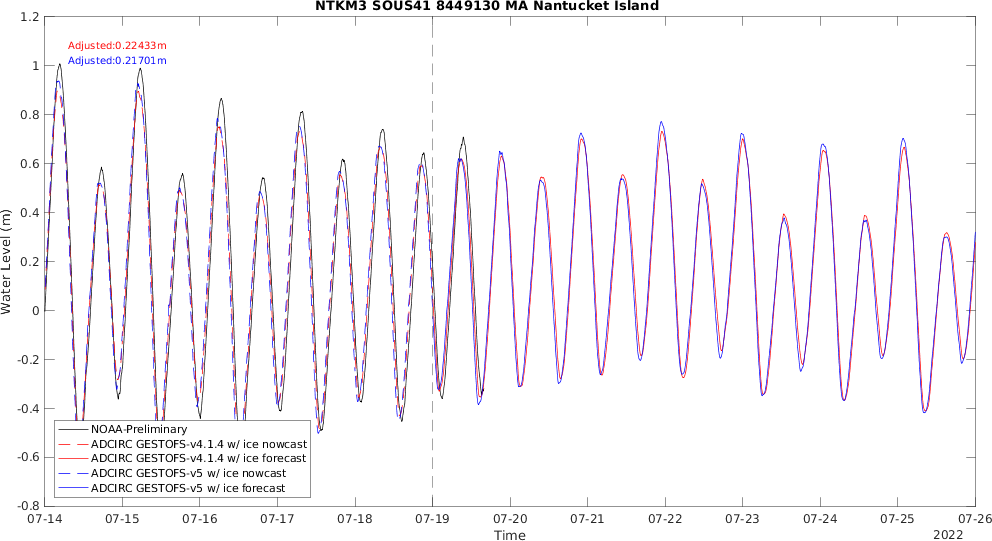 NTKM3 SOUS41 8449130 MA Nantucket Island
1.2
1
0.8
0.6
0.4
0.2
0
-0.2
-0.4
-0.6
-0.8
Water Level (m)
Adjusted:0.22433m
Adjusted:0.21701m
NOAA-Preliminary
ADCIRC GESTOFS-v4.1.4 w/ ice nowcast
ADCIRC GESTOFS-v4.1.4 w/ ice forecast
ADCIRC GESTOFS-v5 w/ ice nowcast
ADCIRC GESTOFS-v5 w/ ice forecast
07-14 07-15 07-16 07-17 07-18 07-19 07-20 07-21 07-22 07-23 07-24 07-25 07-26
Time
2022